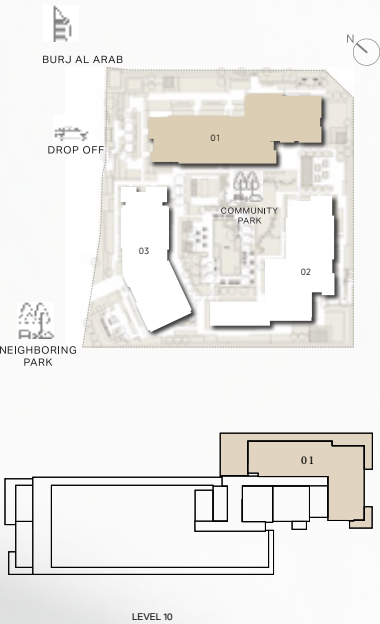 N
BURJ AL ARAB
DROP OFF
01
COMMUNITY
PARK
03
02
NEIGHBORING
PARK
01
LEVEL 10